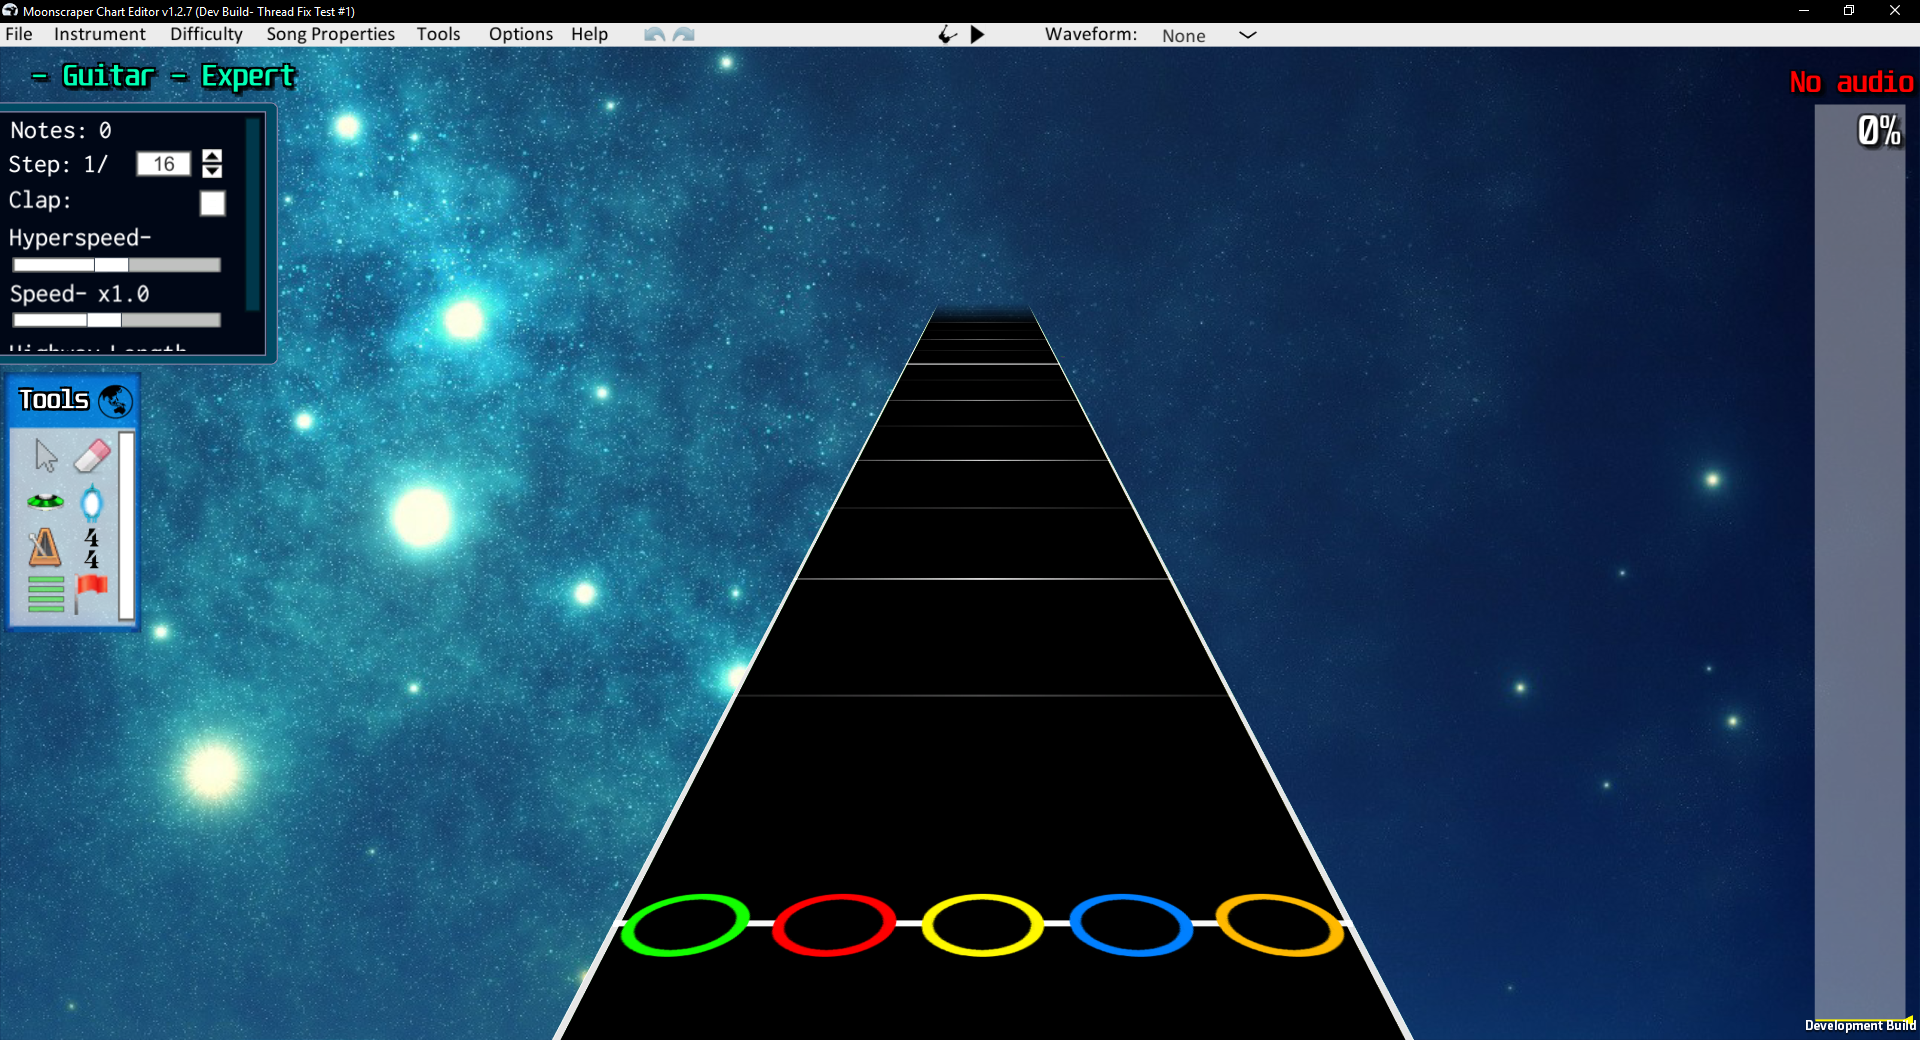 Moonscraper Chart Editor v1.2.7 (Dev Build- Thread Fix Test #1)
File Instrument Difficulty Song Properties Tools Options Help Waveform: None
- Guitar - Expert
No audio
0%
Notes: 0
Step: 1/ 16
Clap:
Hyperspeed-
Speed- x1.0
Highway Length
Tools
4
4
Development Build